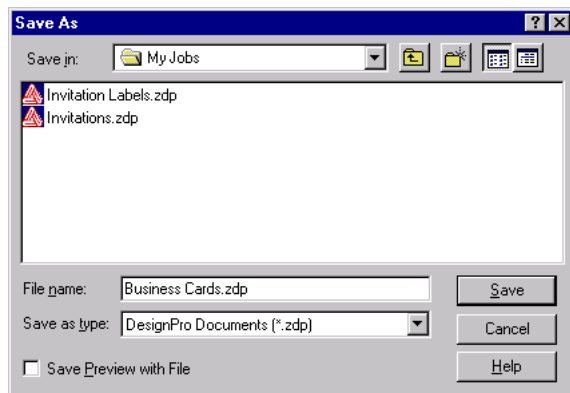 Save As
Save in: My Jobs
Invitation Labels.zdp
Invitations.zdp
File name: Business Cards.zdp Save
Save as type: DesignPro Documents (*.zdp) Cancel
Save Preview with File Help